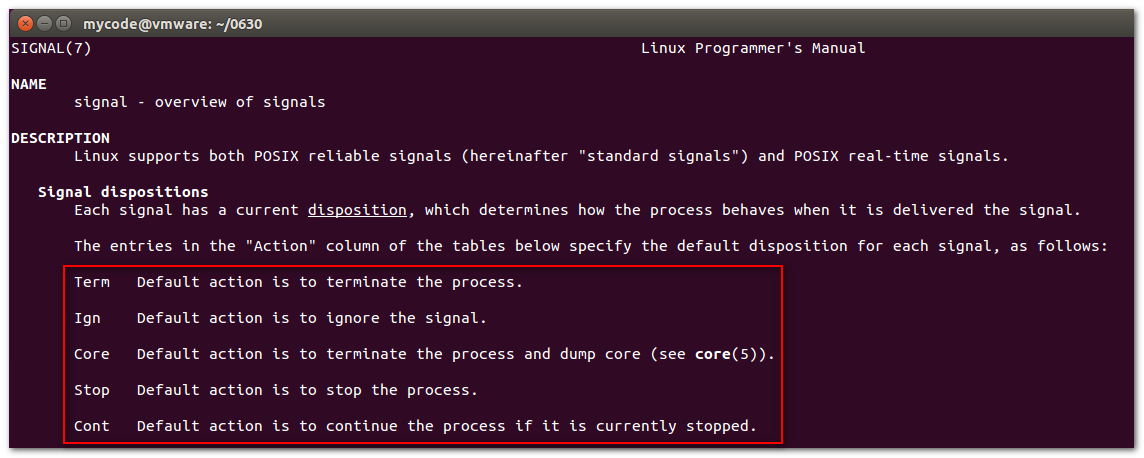 mycode@vmware: ~/0630
SIGNAL(7) Linux Programmer's Manual
NAME
signal - overview of signals
DESCRIPTION
Linux supports both POSIX reliable signals (hereinafter "standard signals") and POSIX real-time signals.
Signal dispositions
Each signal has a current disposition, which determines how the process behaves when it is delivered the signal.
The entries in the "Action" column of the tables below specify the default disposition for each signal, as follows:
Term Default action is to terminate the process.
Ign Default action is to ignore the signal.
Core Default action is to terminate the process and dump core (see core(5)).
Stop Default action is to stop the process.
Cont Default action is to continue the process if it is currently stopped.